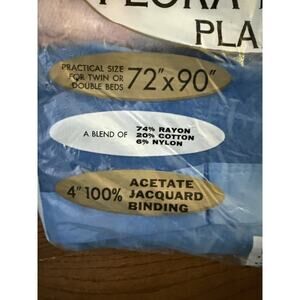 PLA
PRACTICAL SIZE
FOR TWIN OR
DOUBLE BEDS
72"x90"
A BLEND OF
74% RAYON
20% COTTON
6% NYLON
4" 100%
ACETATE
JACQUARD
BINDING